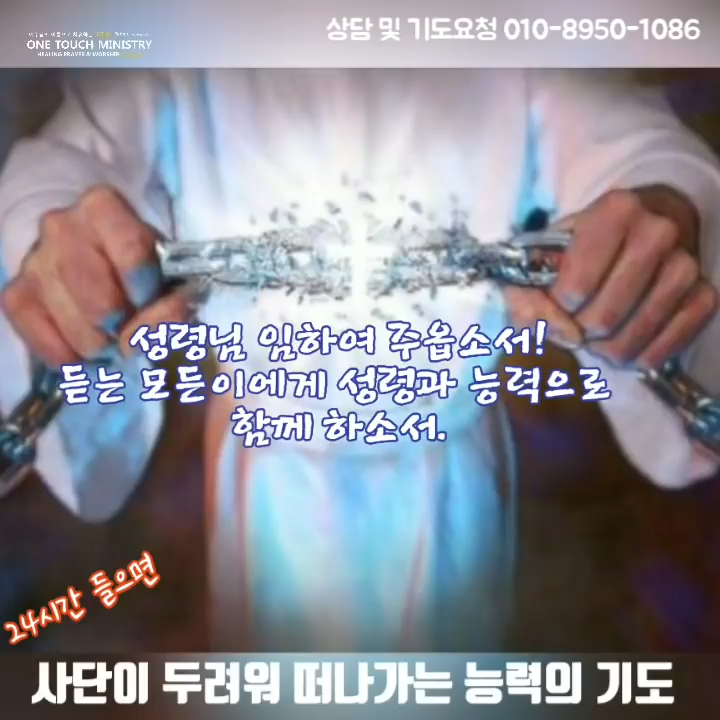 상담 및 기도요청 010-8950-1086
ONE TOUCH MINISTRY
HEALING PRAYER & WORSHIP
성령님 임하여 주옵소서!
듣는 모든이에게 성령과 능력으로
함께 하소서.
24시간 들으면
사단이 두려워 떠나가는 능력의 기도